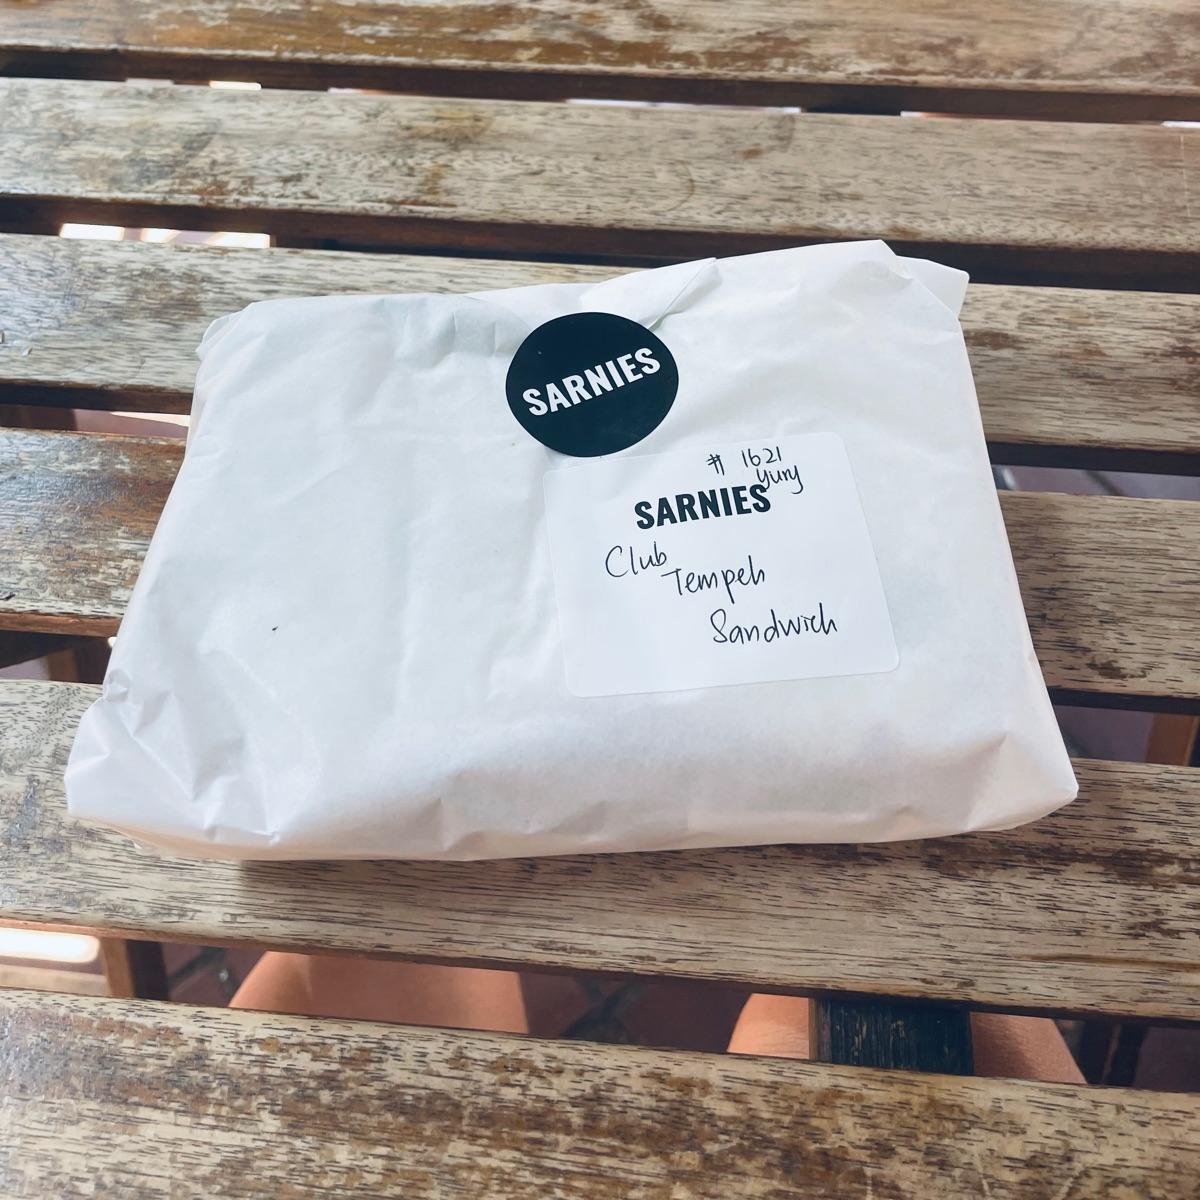 SARNIES
# 1621
yury
SARNIES
Club
Tempeh
Sandwich